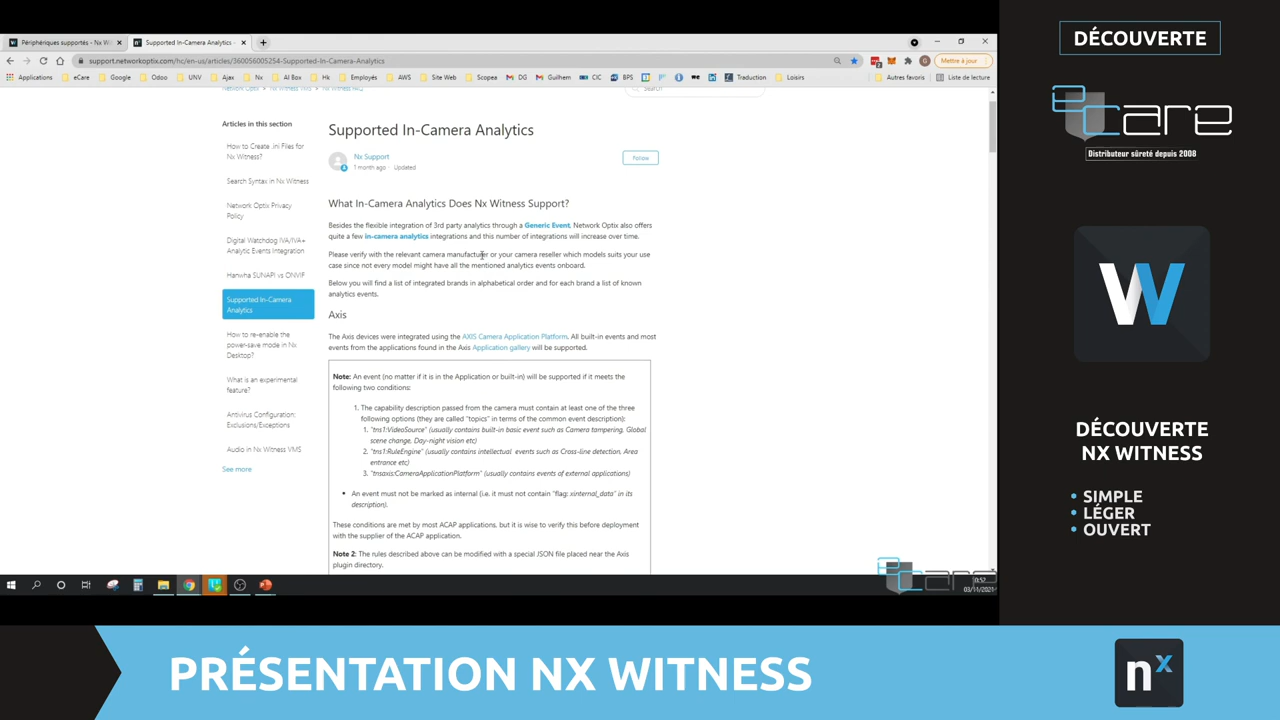 Périphériques supportés - Nx Wi
Supported In-Camera Analytics -
support.networkoptix.com/hc/en-us/articles/360056005254-Supported-In-Camera-Analytics
Mettre à jour
Applications
eCare
Google
Odoo
UNV
Ajax
Nx
AI Box
Hk
Employés
AWS
Site Web
Scopea
DG
Guilhem
CIC
BPS
Traduction
Loisirs
Autres favoris
Liste de lecture
Network Optix
Nx Witness VMS
Nx Witness FAQ
Search
Articles in this section
How to Create .ini Files for
Nx Witness?
Search Syntax in Nx Witness
Network Optix Privacy
Policy
Digital Watchdog IVA/IVA+
Analytic Events Integration
Hanwha SUNAPI vs ONVIF
Supported In-Camera
Analytics
How to re-enable the
power-save mode in Nx
Desktop?
What is an experimental
feature?
Antivirus Configuration:
Exclusions/Exceptions
Audio in Nx Witness VMS
See more
Supported In-Camera Analytics
Nx Support
1 month ago · Updated
Follow
What In-Camera Analytics Does Nx Witness Support?
Besides the flexible integration of 3rd party analytics through a Generic Event, Network Optix also offers
quite a few in-camera analytics integrations and this number of integrations will increase over time.
Please verify with the relevant camera manufacturer or your camera reseller which models suits your use
case since not every model might have all the mentioned analytics events onboard.
Below you will find a list of integrated brands in alphabetical order and for each brand a list of known
analytics events.
Axis
The Axis devices were integrated using the AXIS Camera Application Platform. All built-in events and most
events from the applications found in the Axis Application gallery will be supported.
Note: An event (no matter if it is in the Application or built-in) will be supported if it meets the
following two conditions:
1. The capability description passed from the camera must contain at least one of the three
following options (they are called "topics" in terms of the common event description):
1. "tns1:VideoSource" (usually contains built-in basic event such as Camera tampering, Global
scene change, Day-night vision etc)
2. "tns1:RuleEngine" (usually contains intellectual events such as Cross-line detection, Area
entrance etc)
3. "tnsaxis:CameraApplicationPlatform" (usually contains events of external applications)
• An event must not be marked as internal (i.e. it must not contain "flag: xinternal_data" in its
description).
These conditions are met by most ACAP applications, but it is wise to verify this before deployment
with the supplier of the ACAP application.
Note 2: The rules described above can be modified with a special JSON file placed near the Axis
plugin directory.
03/11/2021
DÉCOUVERTE
ecare
Distributeur sûreté depuis 2008
W
DÉCOUVERTE
NX WITNESS
• SIMPLE
• LÉGER
• OUVERT
PRÉSENTATION NX WITNESS
nx